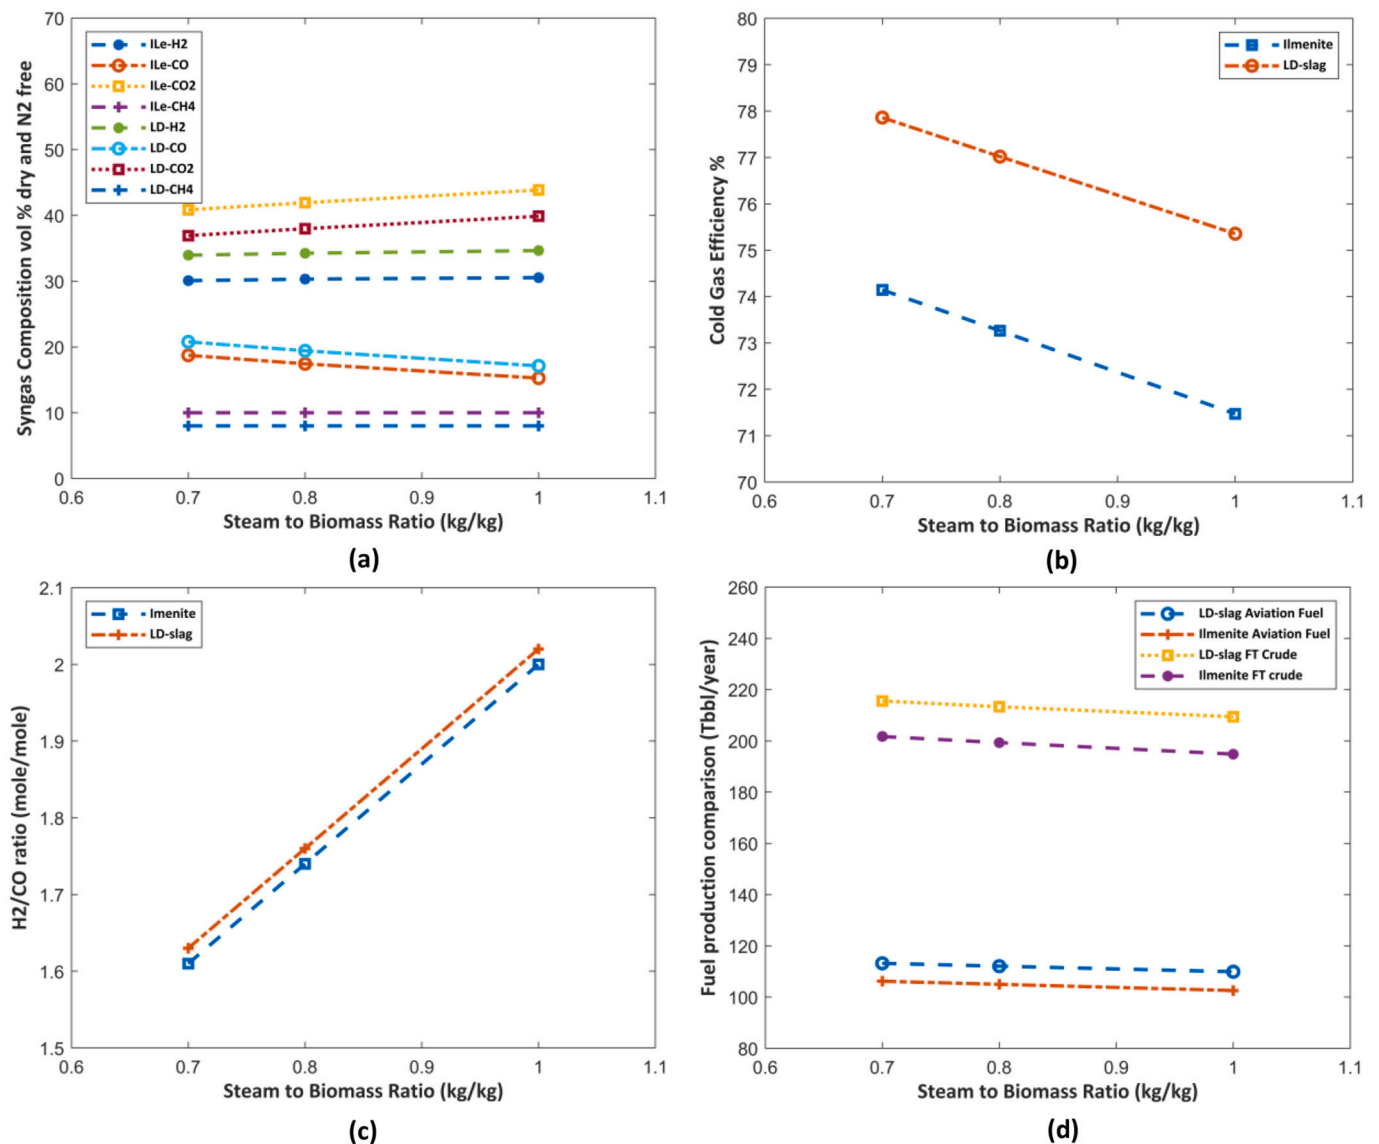 Syngas Composition vol % dry and N2 free
70
60
50
40
30
20
10
0
ILe-H2
ILe-CO
ILe-CO2
ILe-CH4
LD-H2
LD-CO
LD-CO2
LD-CH4
0.6
0.7
0.8
0.9
1
1.1
Steam to Biomass Ratio (kg/kg)
(a)
Cold Gas Efficiency %
80
79
78
77
76
75
74
73
72
71
70
Ilmenite
LD-slag
0.6
0.7
0.8
0.9
1
1.1
Steam to Biomass Ratio (kg/kg)
(b)
H2/CO ratio (mole/mole)
2.1
2
1.9
1.8
1.7
1.6
1.5
Imenite
LD-slag
0.6
0.7
0.8
0.9
1
1.1
Steam to Biomass Ratio (kg/kg)
(c)
Fuel production comparison (Tbbl/year)
260
240
220
200
180
160
140
120
100
80
LD-slag Aviation Fuel
Ilmenite Aviation Fuel
LD-slag FT Crude
Ilmenite FT crude
0.6
0.7
0.8
0.9
1
1.1
Steam to Biomass Ratio (kg/kg)
(d)